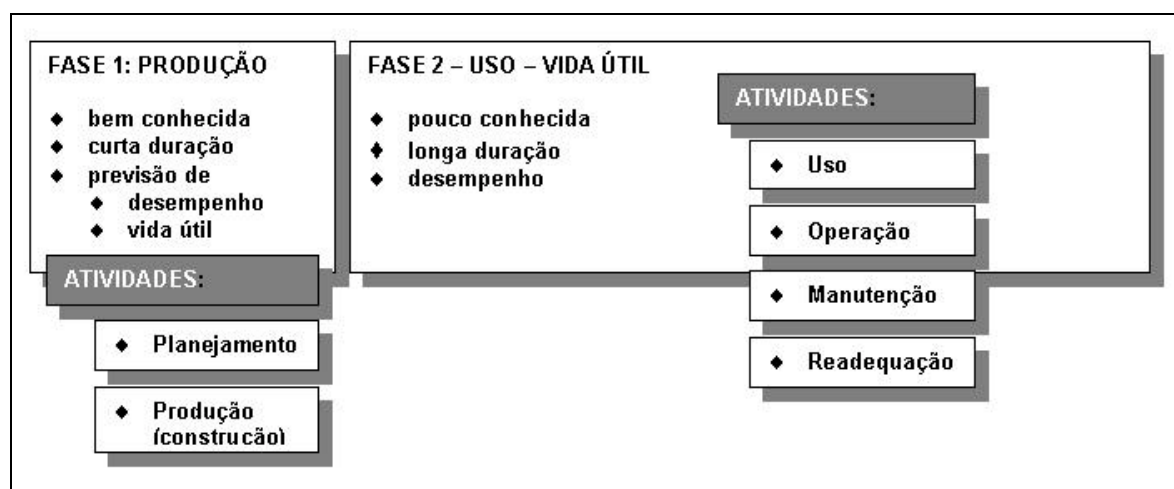 FASE 1: PRODUÇÃO
bem conhecida
curta duração
previsão de
desempenho
vida útil
ATIVIDADES:
Planejamento
Produção
(construção)
FASE 2 – USO – VIDA ÚTIL
pouco conhecida
longa duração
desempenho
ATIVIDADES:
Uso
Operação
Manutenção
Readequação